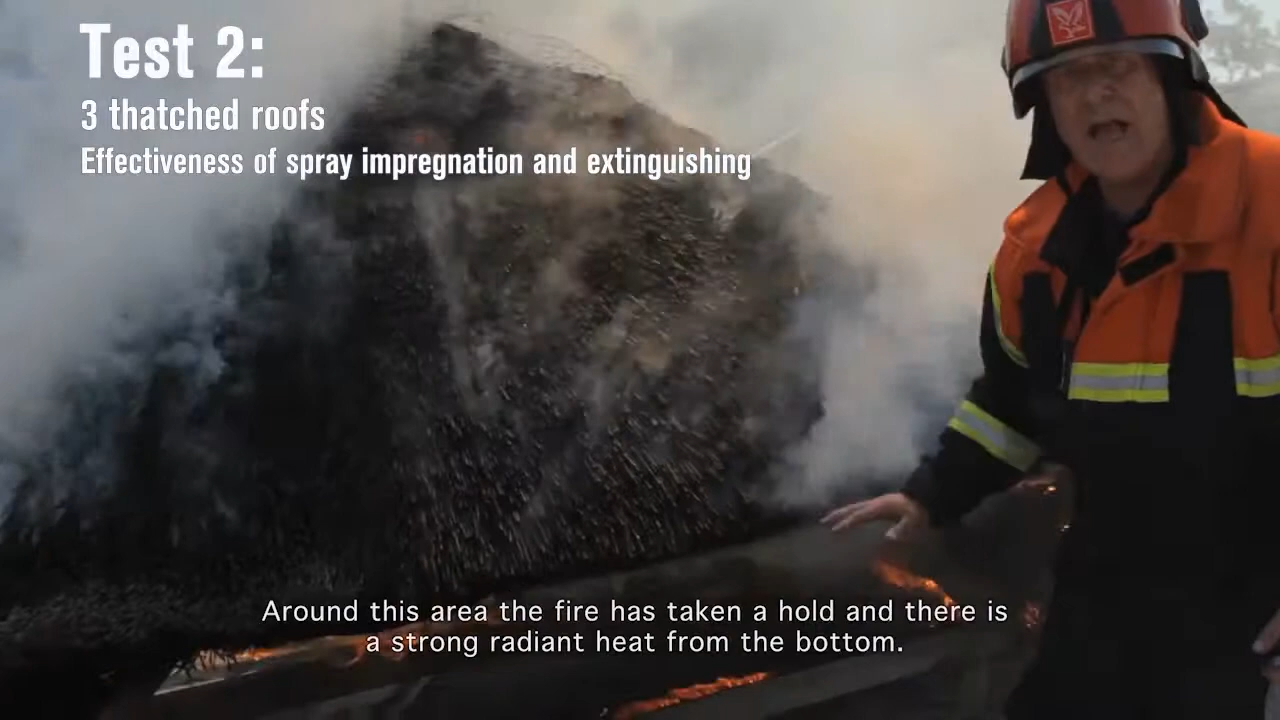 Test 2:
3 thatched roofs
Effectiveness of spray impregnation and extinguishing
Around this area the fire has taken a hold and there is
a strong radiant heat from the bottom.